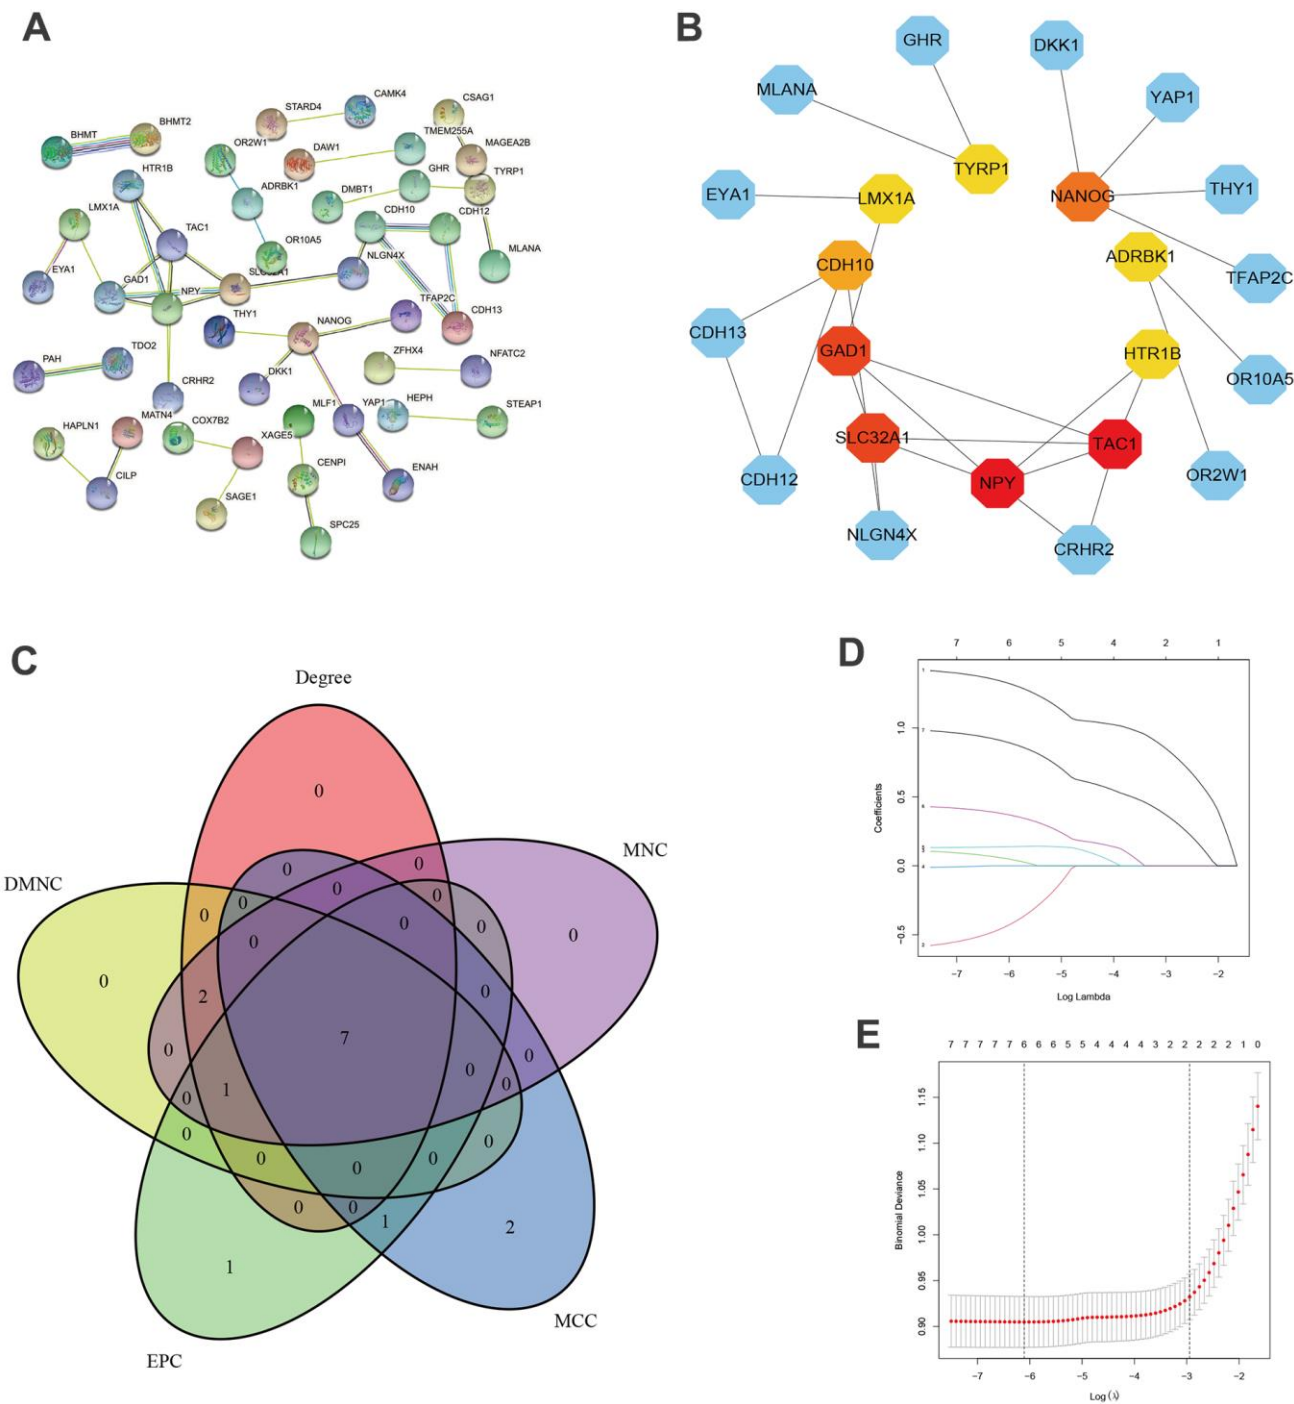 A
BHMT
BHMT2
STARD4
CAMK4
CSAG1
OR2W1
DAW1
TMEM255A
MAGEA2B
HTR1B
ADRBK1
DMBT1
GHR
TYRP1
LMX1A
TAC1
CDH10
CDH12
OR10A5
NLGN4X
MLANA
EYA1
GAD1
NPY
SLC32A1
TFAP2C
THY1
NANOG
CDH13
PAH
TDO2
ZFHX4
NFATC2
DKK1
CRHR2
MLF1
YAP1
HEPH
STEAP1
HAPLN1
MATN4
COX7B2
XAGE5
CILP
CENPI
ENAH
SAGE1
SPC25
B
GHR
DKK1
MLANA
YAP1
TYRP1
EYA1
LMX1A
NANOG
THY1
CDH10
ADRBK1
TFAP2C
CDH13
GAD1
HTR1B
OR10A5
SLC32A1
TAC1
CDH12
NPY
OR2W1
NLGN4X
CRHR2
C
Degree
MNC
DMNC
EPC
MCC
0
0
0
0
0
0
0
0
0
0
0
0
0
2
0
7
0
0
0
0
0
1
0
0
0
0
0
0
0
1
2
1
D
7 6 5 4 2 1
Coefficients
1.0
0.5
0.0
−0.5
−7 −6 −5 −4 −3 −2
Log Lambda
E
7 7 7 7 7 6 6 6 5 5 4 4 4 4 3 2 2 2 2 1 0
Binomial Deviance
1.15
1.10
1.05
1.00
0.95
0.90
−7 −6 −5 −4 −3 −2
Log (λ)